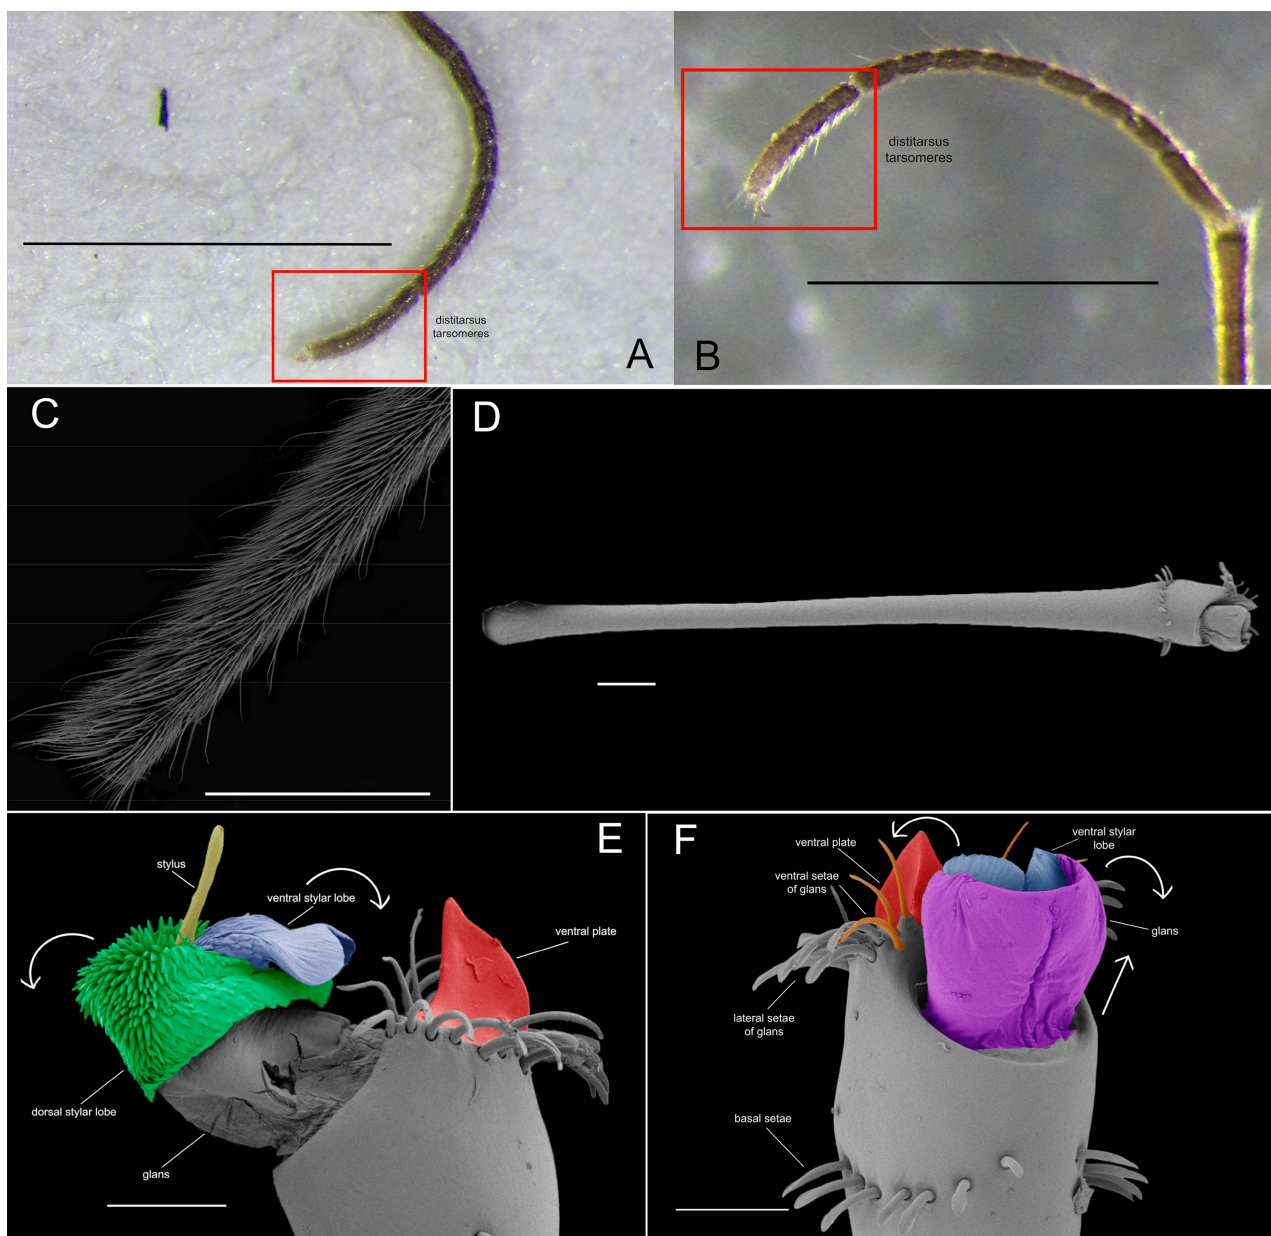 distitarsus
tarsomeres
A
distitarsus
tarsomeres
B
C
D
E
stylus
ventral stylar lobe
ventral plate
dorsal stylar lobe
glans
F
ventral plate
ventral stylar
lobe
ventral setae
of glans
glans
lateral setae
of glans
basal setae